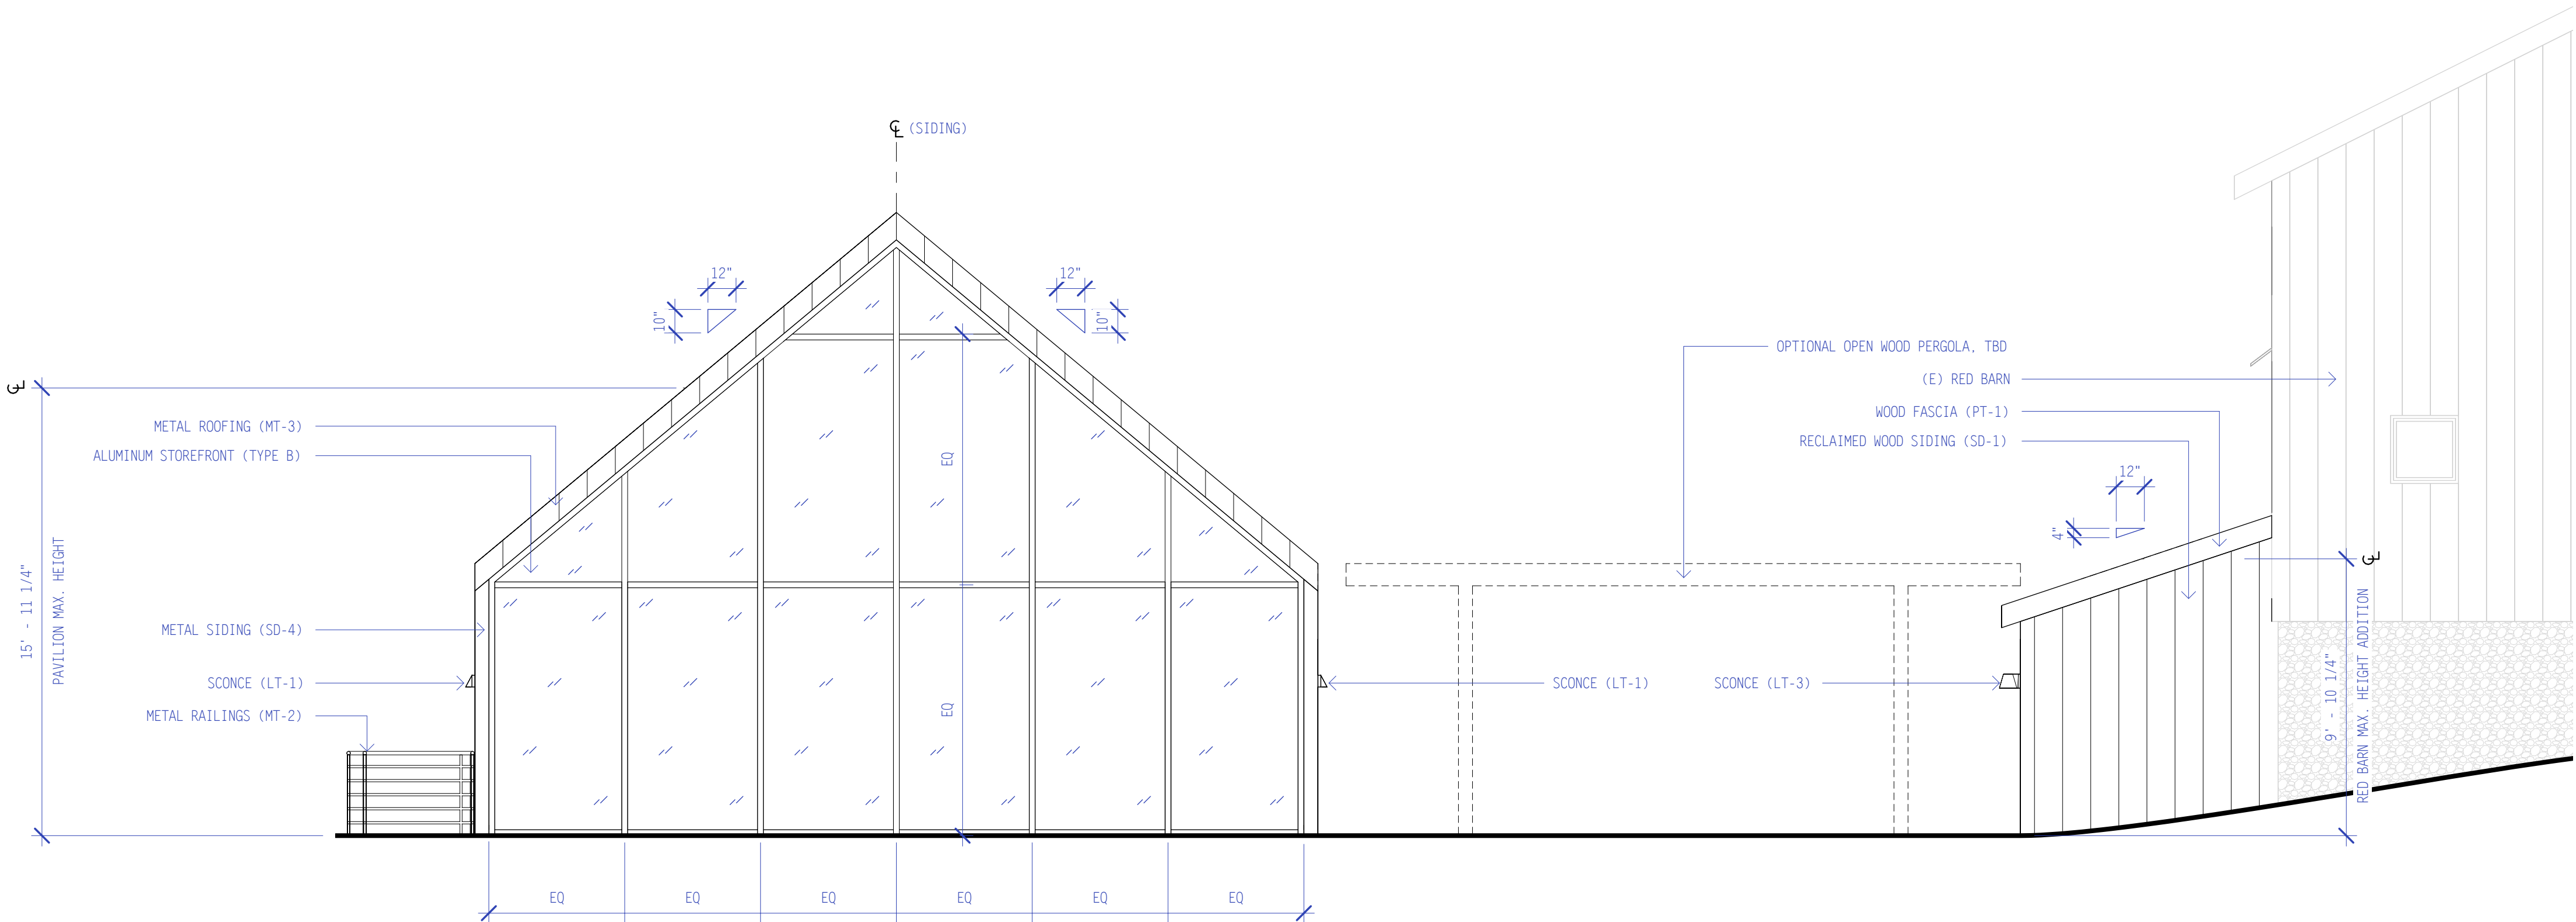 ℄ (SIDING)
12"
10"
12"
10"
OPTIONAL OPEN WOOD PERGOLA, TBD
(E) RED BARN
WOOD FASCIA (PT-1)
RECLAIMED WOOD SIDING (SD-1)
12"
4"
℄
METAL ROOFING (MT-3)
ALUMINUM STOREFRONT (TYPE B)
METAL SIDING (SD-4)
SCONCE (LT-1)
METAL RAILINGS (MT-2)
15' - 11 1/4"
PAVILION MAX. HEIGHT
EQ
EQ
SCONCE (LT-1)
SCONCE (LT-3)
℄
9' - 10 1/4"
RED BARN MAX. HEIGHT ADDITION
EQ
EQ
EQ
EQ
EQ
EQ